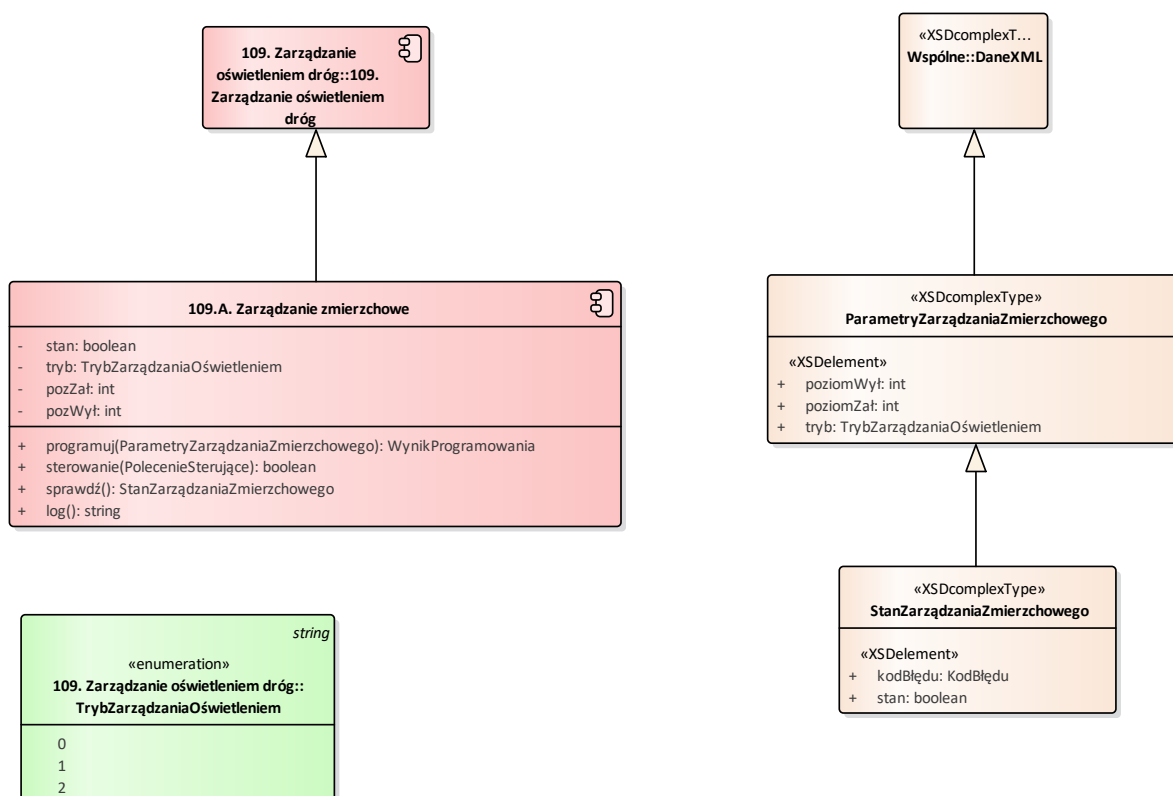 109. Zarządzanie
oświetleniem dróg::109.
Zarządzanie oświetleniem
dróg
«XSDcomplexT...
Wspólne::DaneXML
109.A. Zarządzanie zmierzchowe
- stan: boolean
- tryb: TrybZarządzaniaOświetleniem
- pozZał: int
- pozWył: int
+ programuj(ParametryZarządzaniaZmierzchowego): WynikProgramowania
+ sterowanie(PolecenieSterujące): boolean
+ sprawdź(): StanZarządzaniaZmierzchowego
+ log(): string
«XSDcomplexType»
ParametryZarządzaniaZmierzchowego
«XSDelement»
+ poziomWył: int
+ poziomZał: int
+ tryb: TrybZarządzaniaOświetleniem
«XSDcomplexType»
StanZarządzaniaZmierzchowego
«XSDelement»
+ kodBłędu: KodBłędu
+ stan: boolean
string
«enumeration»
109. Zarządzanie oświetleniem dróg::
TrybZarządzaniaOświetleniem
0
1
2